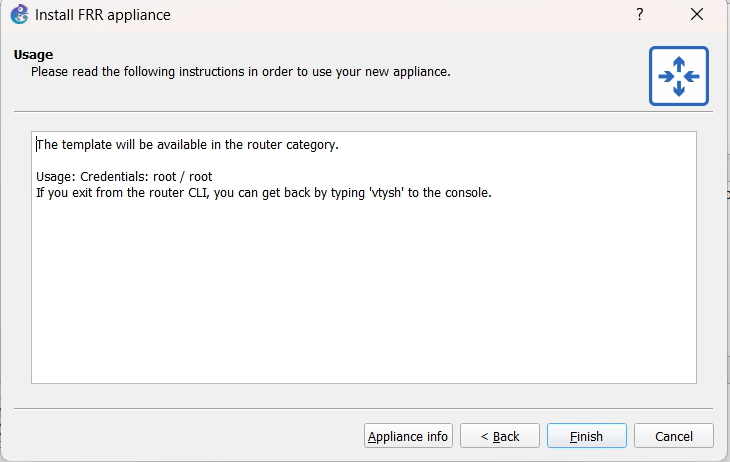 Install FRR appliance
?
Usage
Please read the following instructions in order to use your new appliance.
The template will be available in the router category.
Usage: Credentials: root / root
If you exit from the router CLI, you can get back by typing 'vtysh' to the console.
Appliance info
< Back
Finish
Cancel